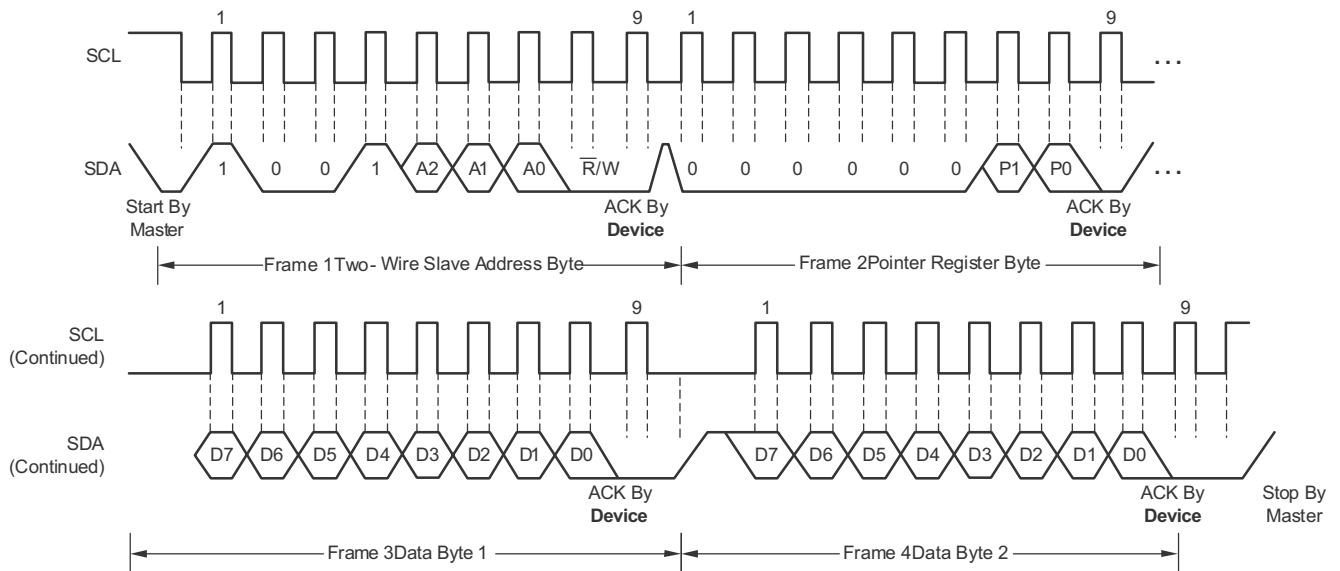 1 9 1 9
SCL
...
SDA
1 0 0 1 A2 A1 A0 R̅/W 0 0 0 0 0 0 P1 P0
...
Start By
Master
ACK By
Device
ACK By
Device
Frame 1Two- Wire Slave Address Byte
Frame 2Pointer Register Byte
1 9 1 9
SCL
(Continued)
SDA
(Continued)
D7 D6 D5 D4 D3 D2 D1 D0 D7 D6 D5 D4 D3 D2 D1 D0
ACK By
Device
ACK By
Device
Stop By
Master
Frame 3Data Byte 1
Frame 4Data Byte 2